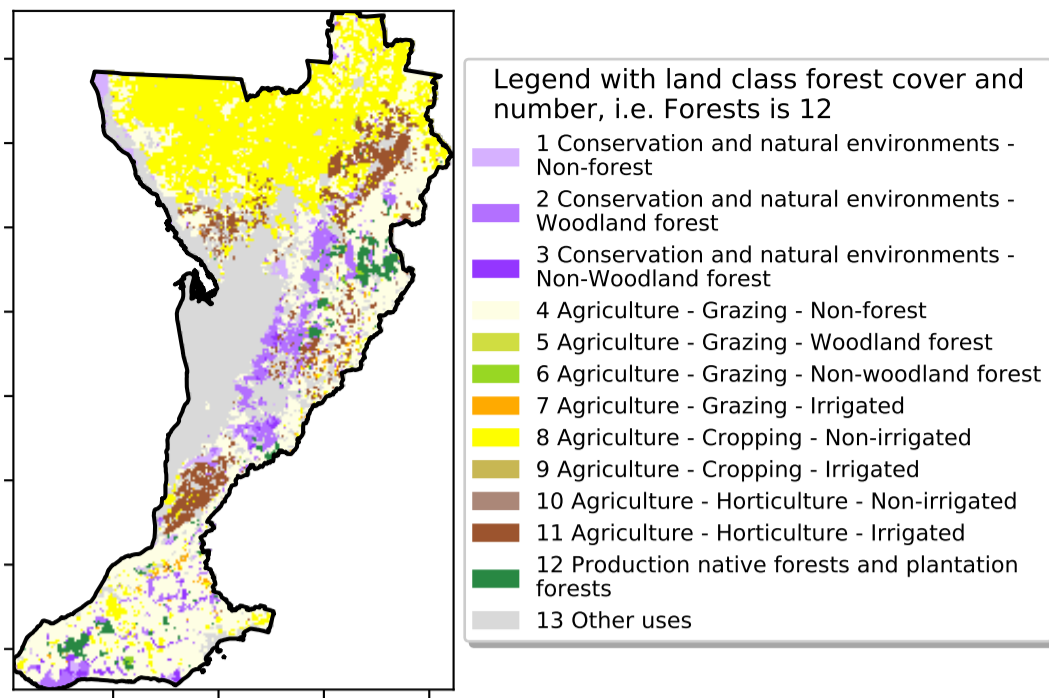 Legend with land class forest cover and
number, i.e. Forests is 12
1 Conservation and natural environments -
Non-forest
2 Conservation and natural environments -
Woodland forest
3 Conservation and natural environments -
Non-Woodland forest
4 Agriculture - Grazing - Non-forest
5 Agriculture - Grazing - Woodland forest
6 Agriculture - Grazing - Non-woodland forest
7 Agriculture - Grazing - Irrigated
8 Agriculture - Cropping - Non-irrigated
9 Agriculture - Cropping - Irrigated
10 Agriculture - Horticulture - Non-irrigated
11 Agriculture - Horticulture - Irrigated
12 Production native forests and plantation
forests
13 Other uses